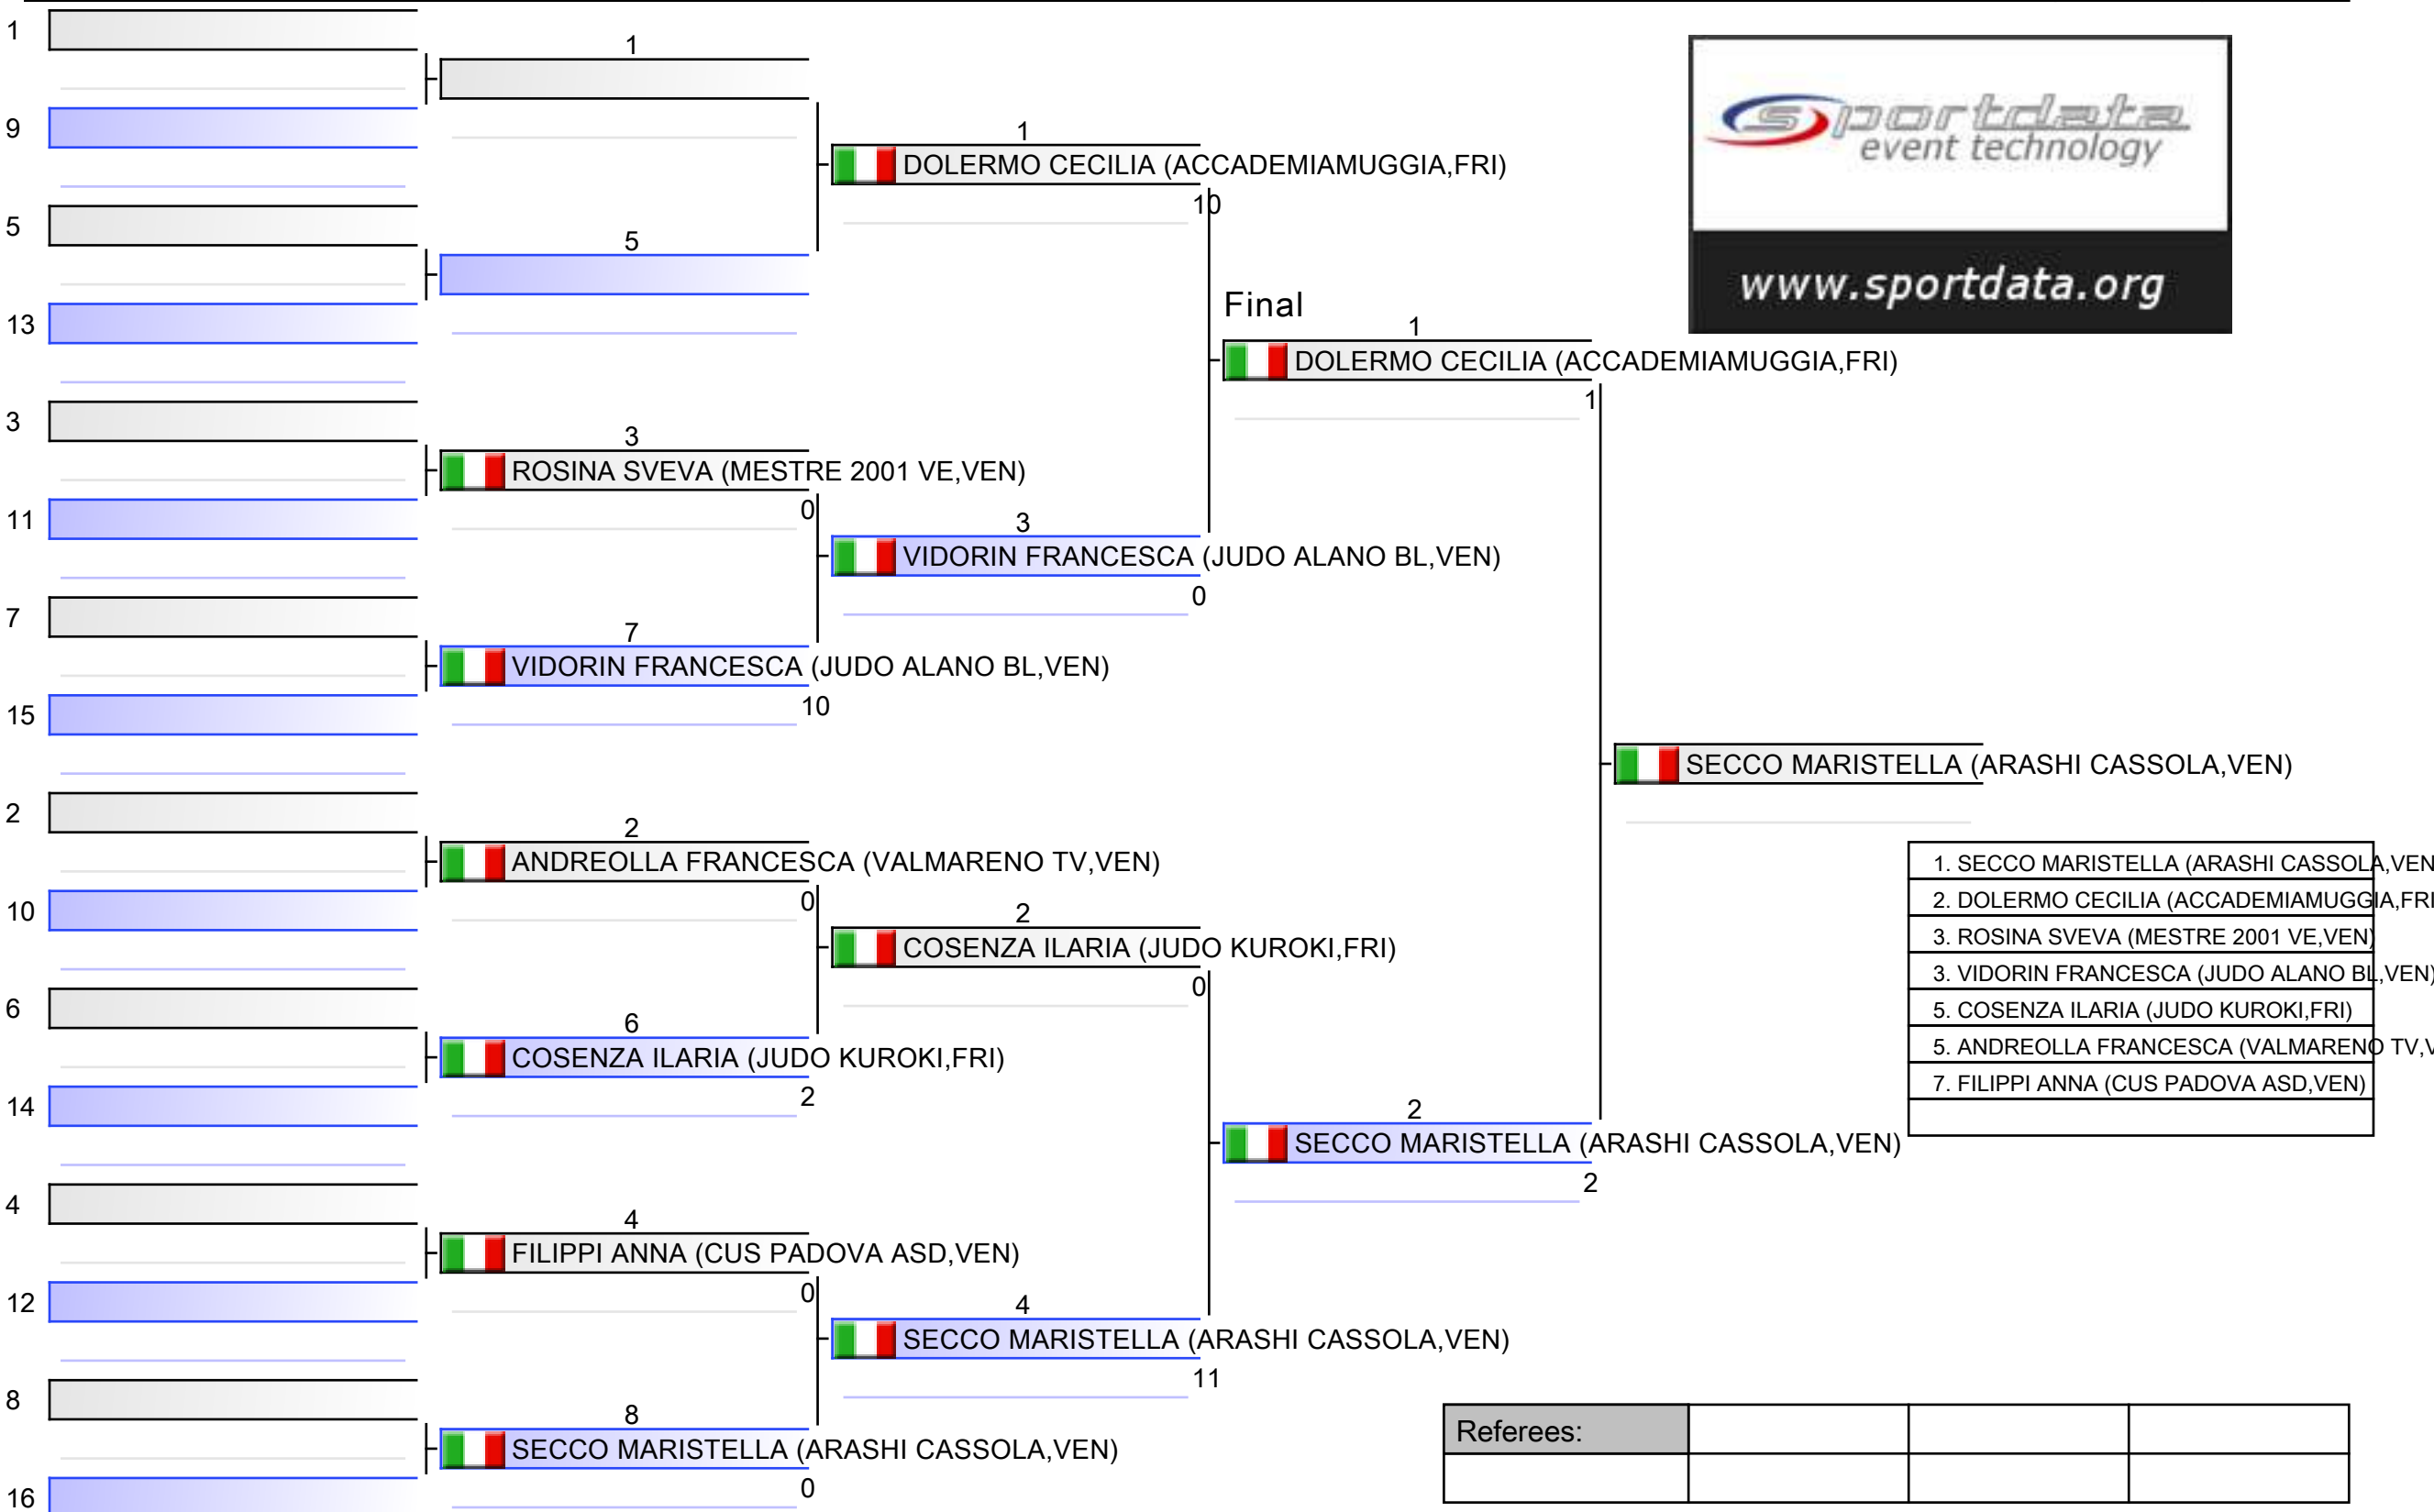 1
1
sportdata
event technology
www.sportdata.org
9
1
DOLERMO CECILIA (ACCADEMIAMUGGIA,FRI)
10
5
5
13
Final
1
DOLERMO CECILIA (ACCADEMIAMUGGIA,FRI)
1
3
3
ROSINA SVEVA (MESTRE 2001 VE,VEN)
0
11
3
VIDORIN FRANCESCA (JUDO ALANO BL,VEN)
0
7
7
VIDORIN FRANCESCA (JUDO ALANO BL,VEN)
10
15
SECCO MARISTELLA (ARASHI CASSOLA,VEN)
2
2
ANDREOLLA FRANCESCA (VALMARENO TV,VEN)
0
10
2
COSENZA ILARIA (JUDO KUROKI,FRI)
0
6
6
COSENZA ILARIA (JUDO KUROKI,FRI)
2
14
1. SECCO MARISTELLA (ARASHI CASSOLA,VEN
2. DOLERMO CECILIA (ACCADEMIAMUGGIA,FRI
3. ROSINA SVEVA (MESTRE 2001 VE,VEN)
3. VIDORIN FRANCESCA (JUDO ALANO BL,VEN)
5. COSENZA ILARIA (JUDO KUROKI,FRI)
5. ANDREOLLA FRANCESCA (VALMARENO TV,V
7. FILIPPI ANNA (CUS PADOVA ASD,VEN)
2
SECCO MARISTELLA (ARASHI CASSOLA,VEN)
2
4
4
FILIPPI ANNA (CUS PADOVA ASD,VEN)
0
12
4
SECCO MARISTELLA (ARASHI CASSOLA,VEN)
11
8
8
SECCO MARISTELLA (ARASHI CASSOLA,VEN)
0
16
Referees: